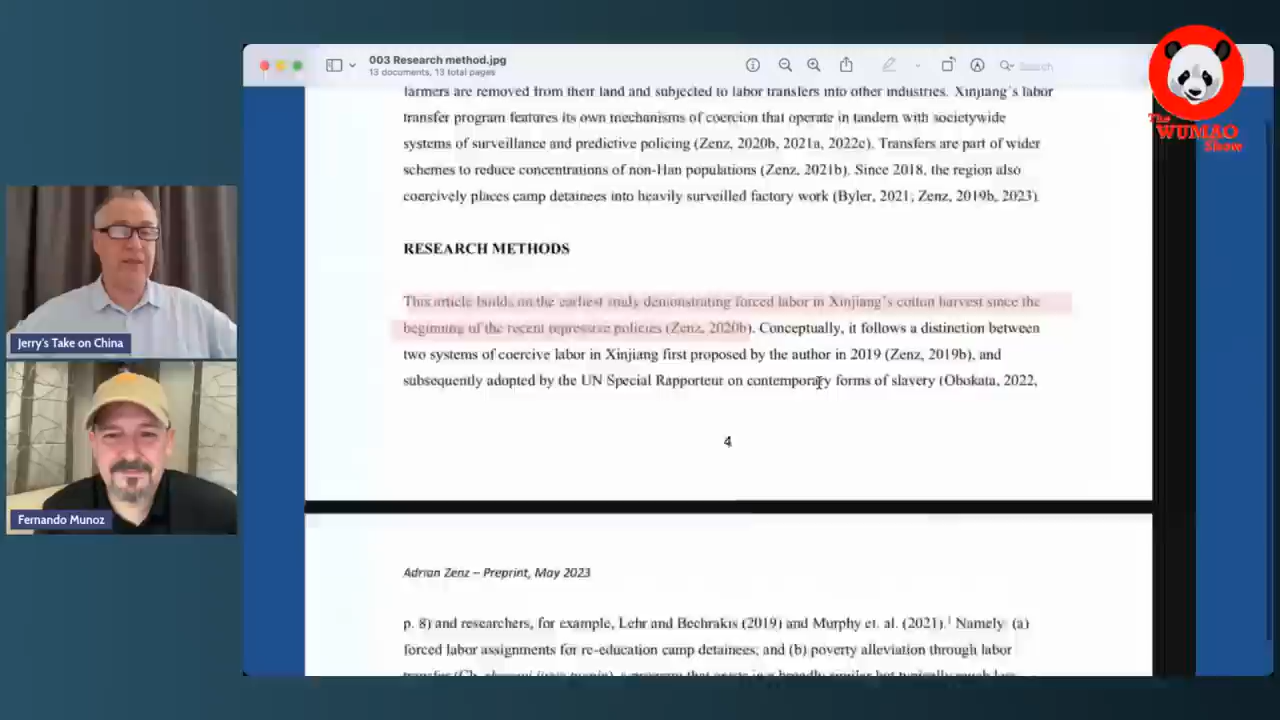 003 Research method.jpg
13 documents, 13 total pages
Search
The
WUMAO
Show
farmers are removed from their land and subjected to labor transfers into other industries. Xinjiang's labor
transfer program features its own mechanisms of coercion that operate in tandem with societywide
systems of surveillance and predictive policing (Zenz, 2020b, 2021a, 2022c). Transfers are part of wider
schemes to reduce concentrations of non-Han populations (Zenz, 2021b). Since 2018, the region also
coercively places camp detainees into heavily surveilled factory work (Byler, 2021; Zenz, 2019b, 2023)
RESEARCH METHODS
This article builds on the earliest study demonstrating forced labor in Xinjiang's cotton harvest since the
beginning of the recent repressive policies (Zenz, 2020b). Conceptually, it follows a distinction between
two systems of coercive labor in Xinjiang first proposed by the author in 2019 (Zenz, 2019b), and
subsequently adopted by the UN Special Rapporteur on contemporary forms of slavery (Obokata, 2022,
4
Adrian Zenz – Preprint, May 2023
p. 8) and researchers, for example, Lehr and Bechrakis (2019) and Murphy et. al. (2021).¹ Namely (a)
forced labor assignments for re-education camp detainees, and (b) poverty alleviation through labor
Jerry's Take on China
Fernando Munoz